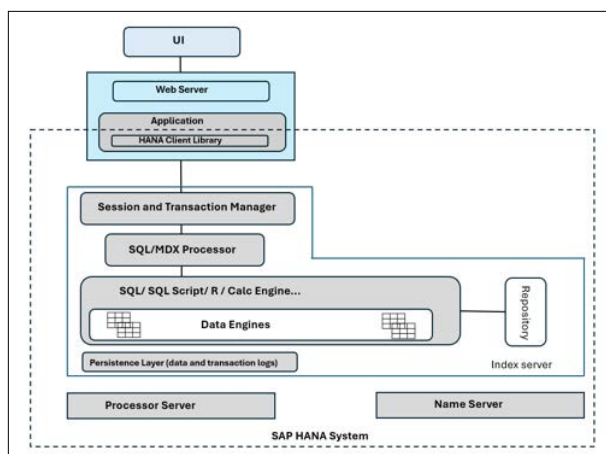 UI
Web Server
Application
HANA Client Library
Session and Transaction Manager
SQL/MDX Processor
SQL/ SQL Script/ R / Calc Engine...
Data Engines
Repository
Persistence Layer (data and transaction logs)
Index server
Processor Server
Name Server
SAP HANA System